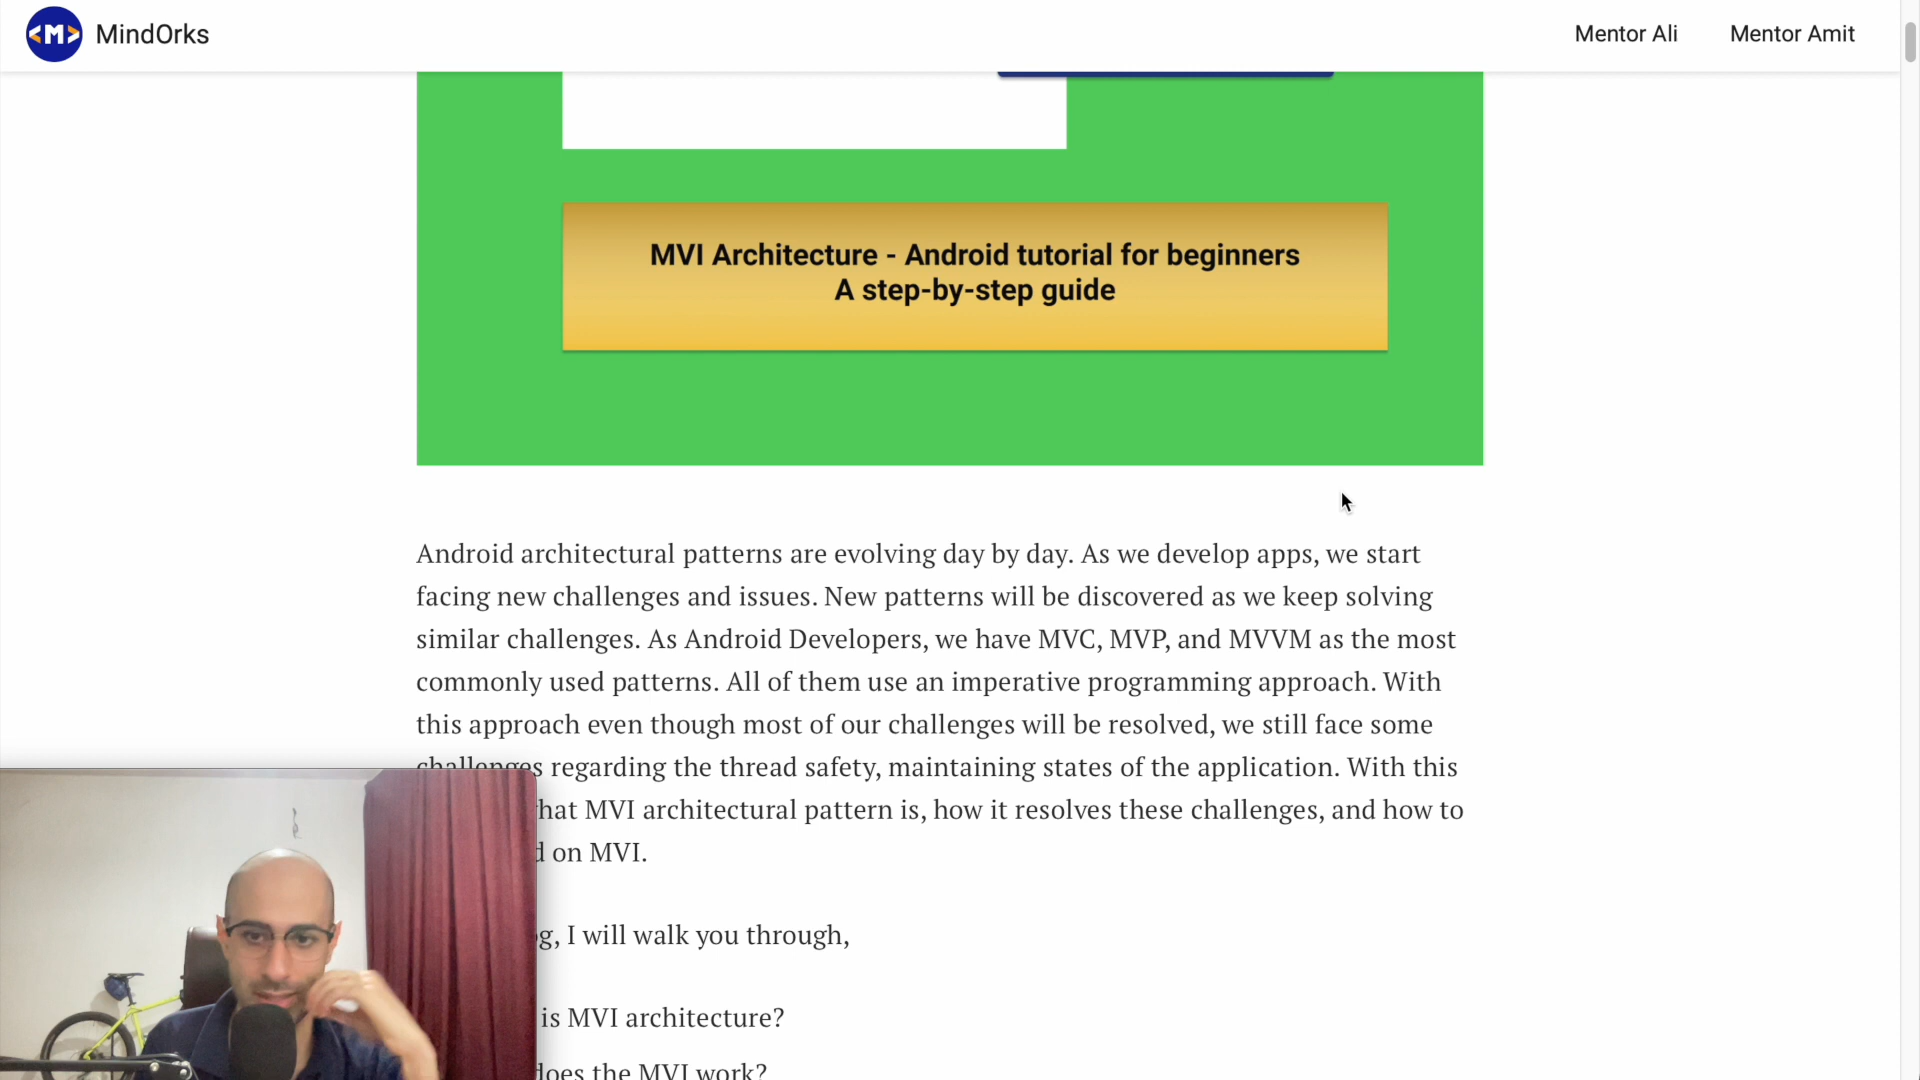 <M> MindOrks
Mentor Ali
Mentor Amit
MVI Architecture - Android tutorial for beginners
A step-by-step guide
Android architectural patterns are evolving day by day. As we develop apps, we start
facing new challenges and issues. New patterns will be discovered as we keep solving
similar challenges. As Android Developers, we have MVC, MVP, and MVVM as the most
commonly used patterns. All of them use an imperative programming approach. With
this approach even though most of our challenges will be resolved, we still face some
challenges regarding the thread safety, maintaining states of the application. With this
hat MVI architectural pattern is, how it resolves these challenges, and how to
d on MVI.
og, I will walk you through,
is MVI architecture?
does the MVI work?